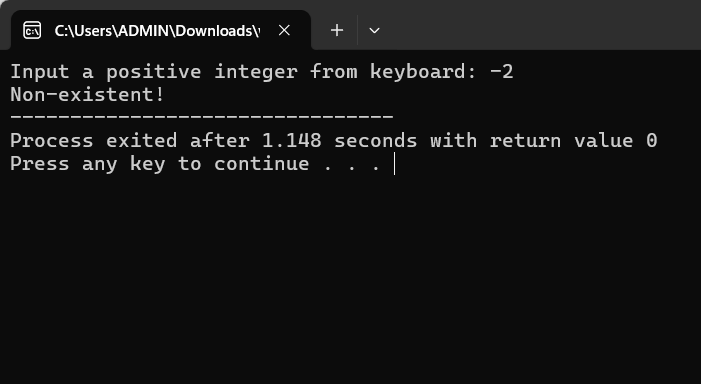 C:\Users\ADMIN\Downloads\
Input a positive integer from keyboard: -2
Non-existent!
--------------------------------
Process exited after 1.148 seconds with return value 0
Press any key to continue . . .